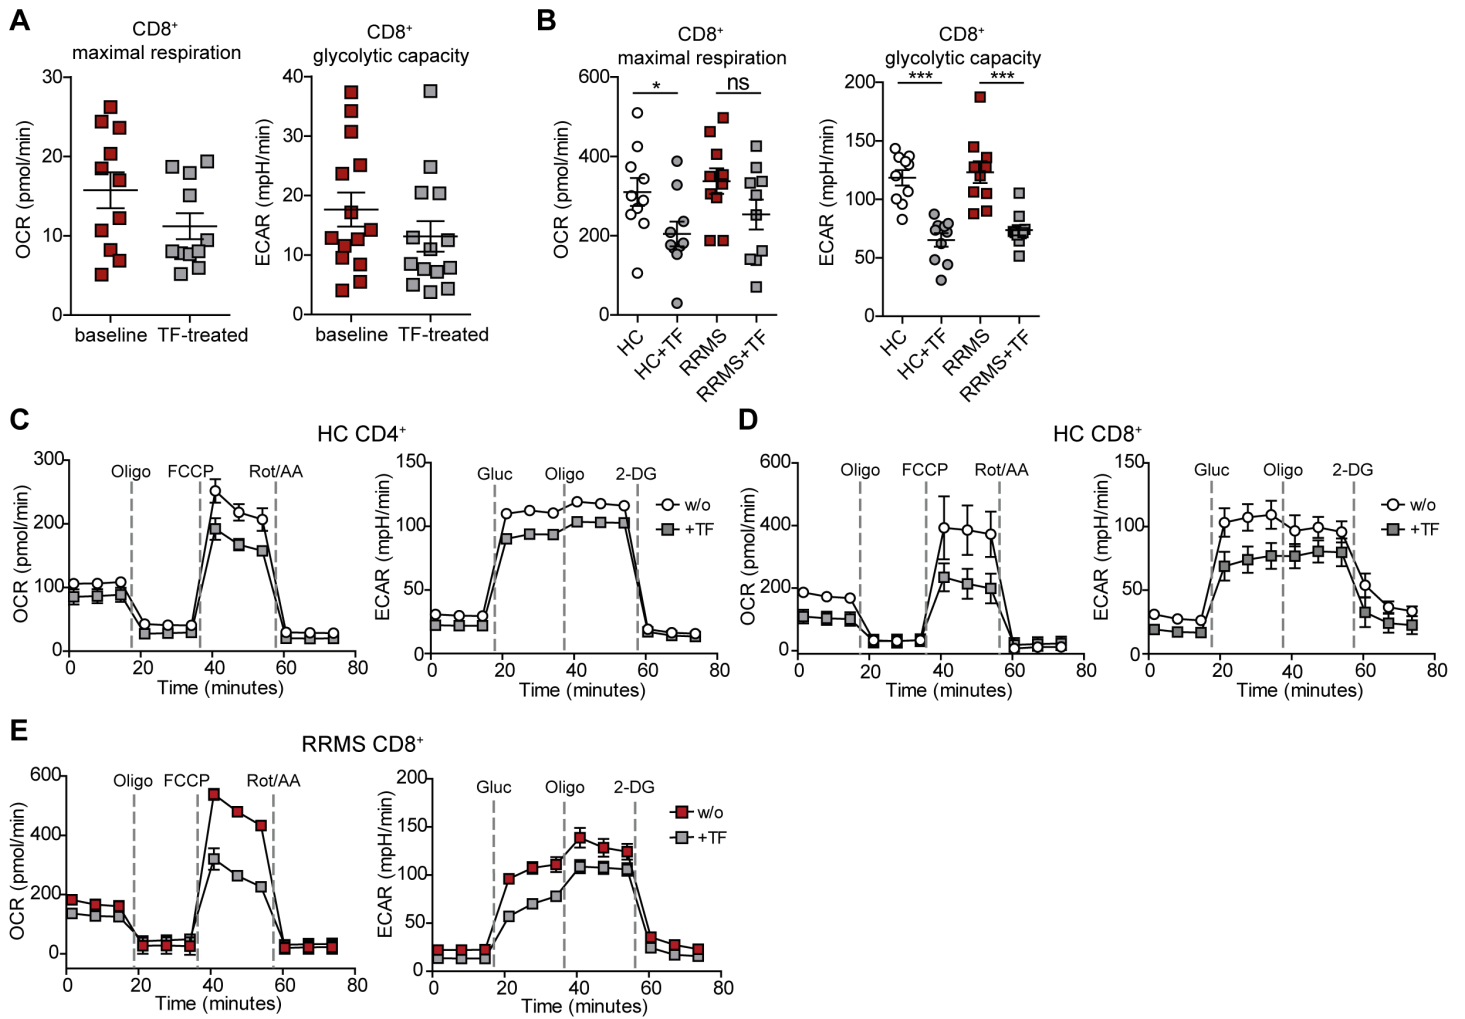 A
CD8⁺
maximal respiration
OCR (pmol/min)
30
20
10
0
baseline
TF-treated
CD8⁺
glycolytic capacity
ECAR (mpH/min)
40
30
20
10
0
baseline
TF-treated
B
CD8⁺
maximal respiration
OCR (pmol/min)
600
400
200
0
*
ns
HC
HC+TF
RRMS
RRMS+TF
CD8⁺
glycolytic capacity
ECAR (mpH/min)
200
150
100
50
0
***
***
HC
HC+TF
RRMS
RRMS+TF
C
HC CD4⁺
OCR (pmol/min)
300
200
100
0
Oligo
FCCP
Rot/AA
0
20
40
60
80
Time (minutes)
ECAR (mpH/min)
150
100
50
0
Gluc
Oligo
2-DG
w/o
+TF
0
20
40
60
80
Time (minutes)
D
HC CD8⁺
OCR (pmol/min)
600
400
200
0
Oligo
FCCP
Rot/AA
0
20
40
60
80
Time (minutes)
ECAR (mpH/min)
150
100
50
0
Gluc
Oligo
2-DG
w/o
+TF
0
20
40
60
80
Time (minutes)
E
RRMS CD8⁺
OCR (pmol/min)
600
400
200
0
Oligo
FCCP
Rot/AA
0
20
40
60
80
Time (minutes)
ECAR (mpH/min)
200
150
100
50
0
Gluc
Oligo
2-DG
w/o
+TF
0
20
40
60
80
Time (minutes)